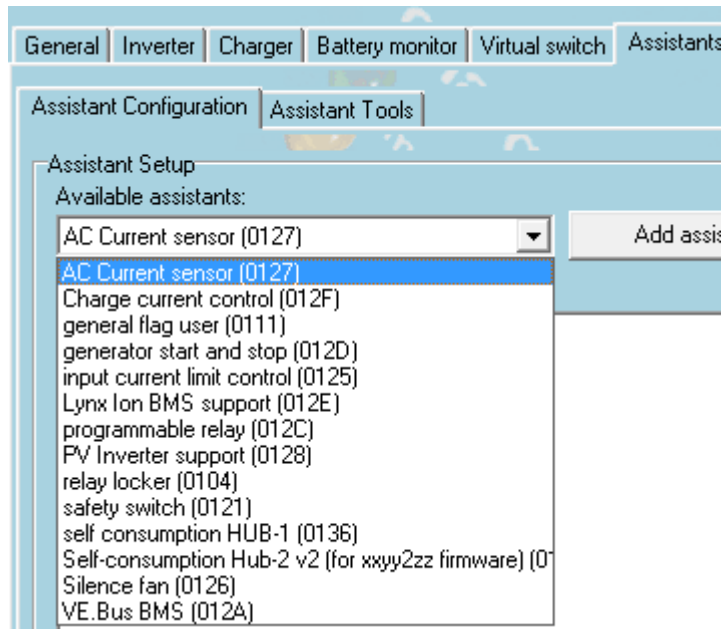 General Inverter Charger Battery monitor Virtual switch Assistants
Assistant Configuration Assistant Tools
Assistant Setup
Available assistants:
AC Current sensor (0127) Add assis
AC Current sensor (0127)
Charge current control (012F)
general flag user (0111)
generator start and stop (012D)
input current limit control (0125)
Lynx Ion BMS support (012E)
programmable relay (012C)
PV Inverter support (0128)
relay locker (0104)
safety switch (0121)
self consumption HUB-1 (0136)
Self-consumption Hub-2 v2 (for xxyy2zz firmware) (0
Silence fan (0126)
VE.Bus BMS (012A)